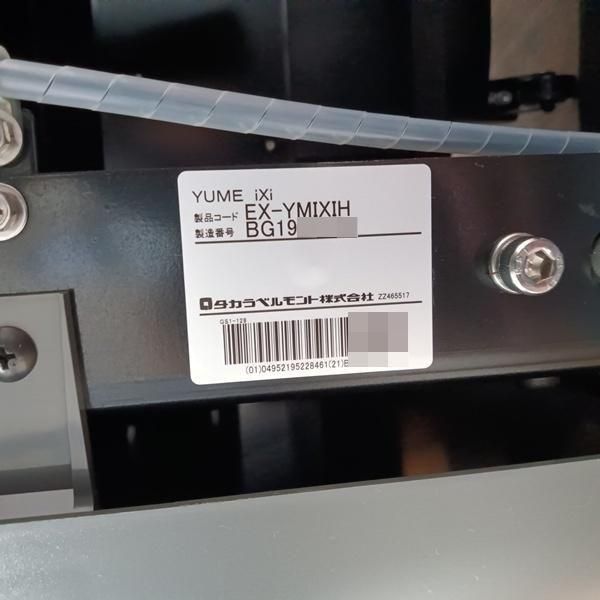 YUME iXi
製品コード EX-YMIXIH
製造番号 BG19
タカラベルモント株式会社 ZZ465517
GS1-128
(01)04952195228461(21)B